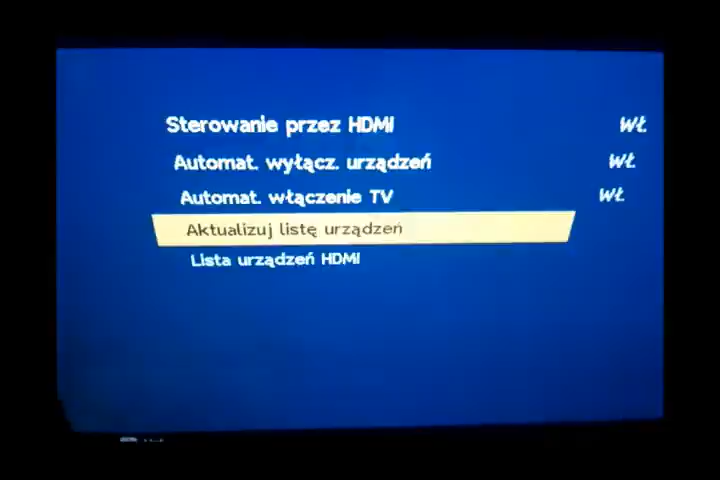 Sterowanie przez HDMI WŁ.
Automat. wyłącz. urządzeń WŁ.
Automat. włączenie TV WŁ.
Aktualizuj listę urządzeń
Lista urządzeń HDMI